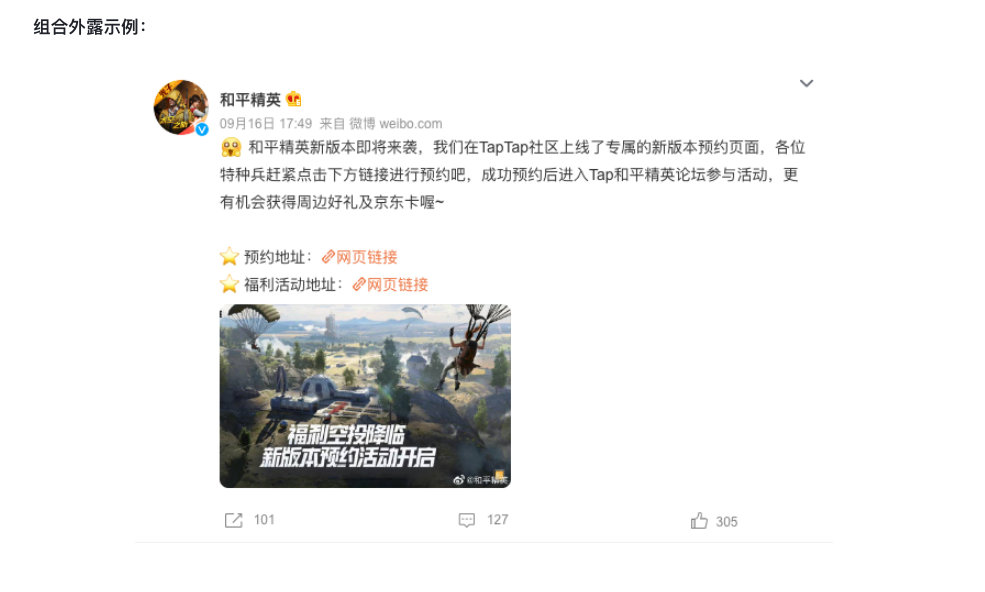 组合外露示例：
和平精英
09月16日 17:49 来自 微博 weibo.com
和平精英新版本即将来袭，我们在TapTap社区上线了专属的新版本预约页面，各位
特种兵赶紧点击下方链接进行预约吧，成功预约后进入Tap和平精英论坛参与活动，更
有机会获得周边好礼及京东卡喔~
预约地址：网页链接
福利活动地址：网页链接
福利空投降临
新版本预约活动开启
@和平精英
101 127 305